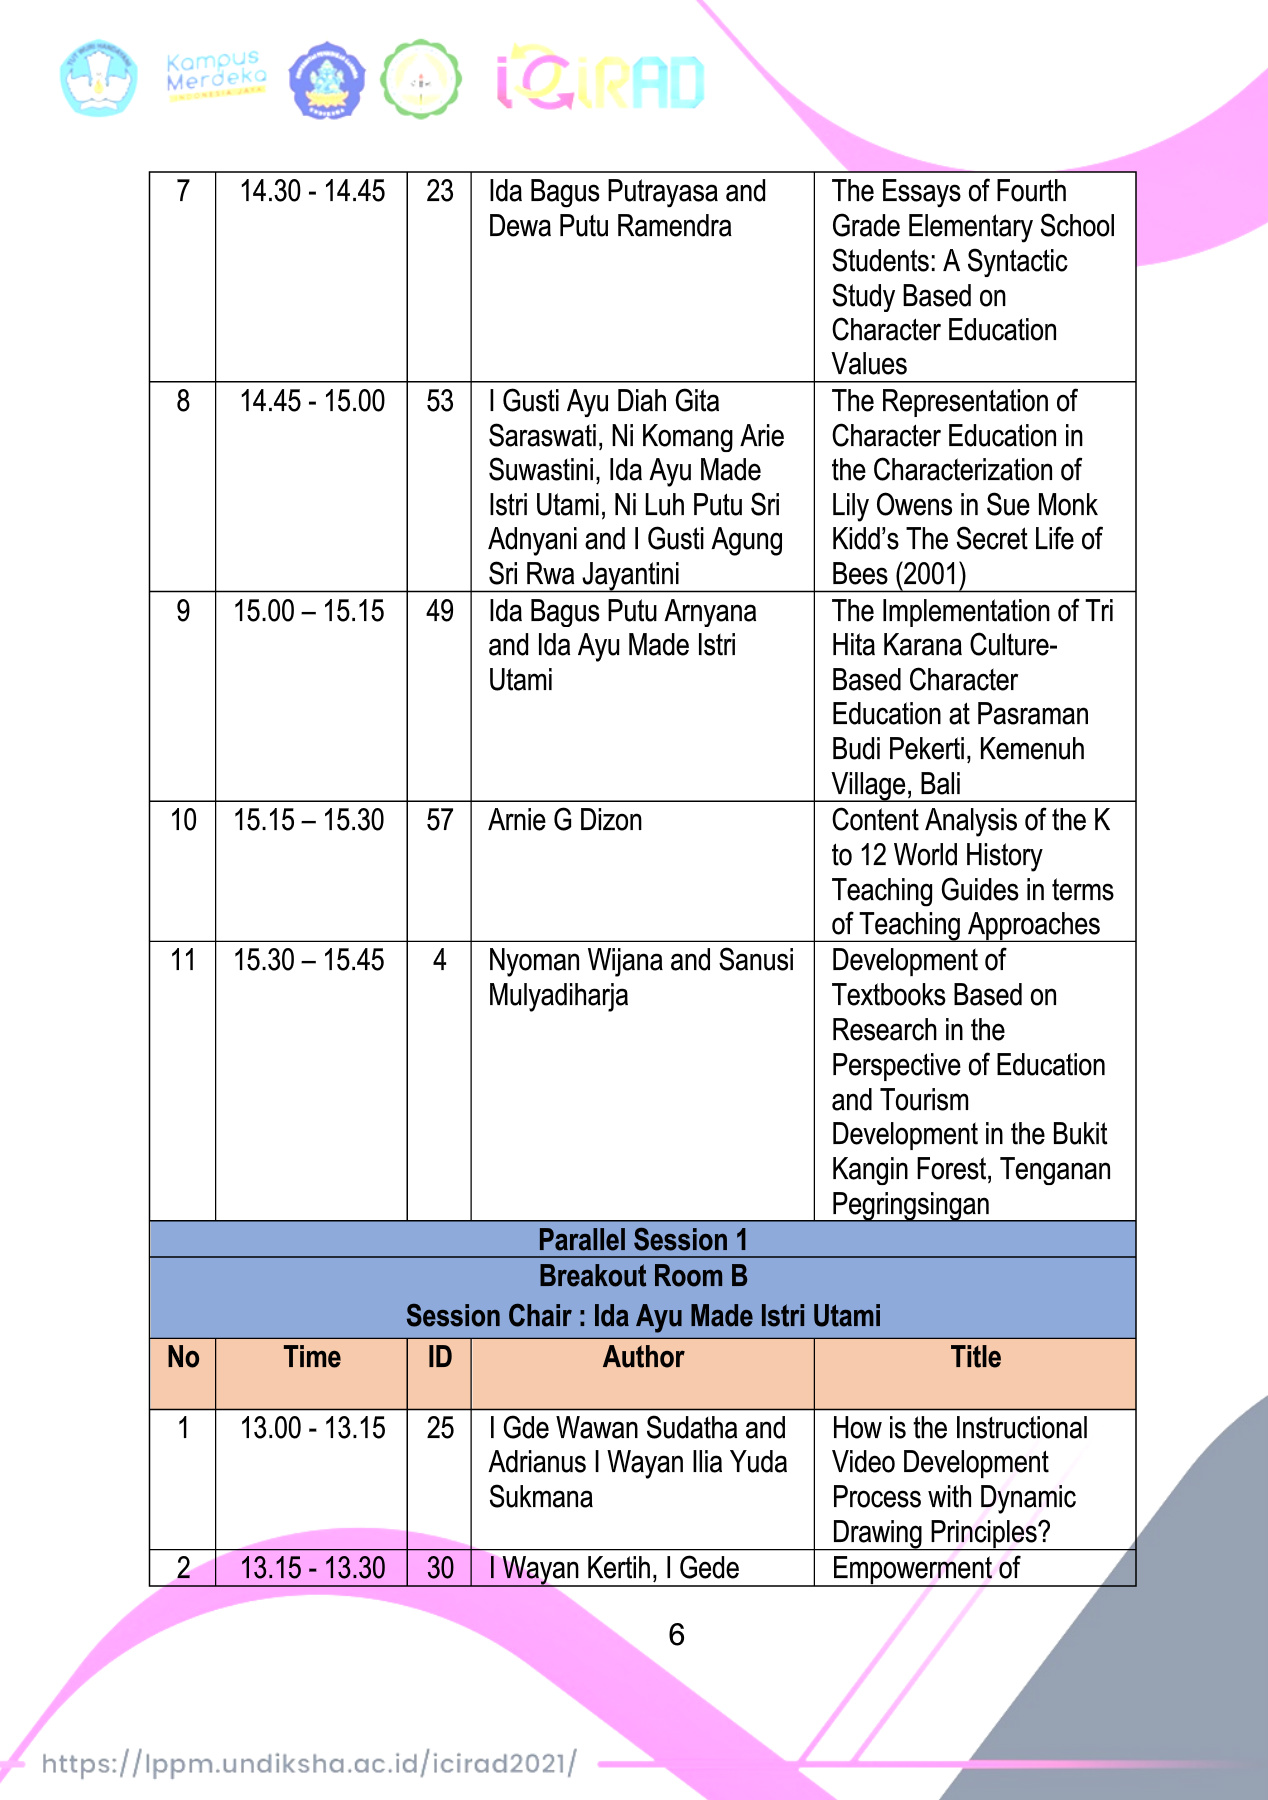 TUT WURI HANDAYANI
Kampus
Merdeka
INDONESIA JAYA
iCiRAD
7 14.30 - 14.45 23 Ida Bagus Putrayasa and The Essays of Fourth
Dewa Putu Ramendra Grade Elementary School
Students: A Syntactic
Study Based on
Character Education
Values
8 14.45 - 15.00 53 I Gusti Ayu Diah Gita The Representation of
Saraswati, Ni Komang Arie Character Education in
Suwastini, Ida Ayu Made the Characterization of
Istri Utami, Ni Luh Putu Sri Lily Owens in Sue Monk
Adnyani and I Gusti Agung Kidd’s The Secret Life of
Sri Rwa Jayantini Bees (2001)
9 15.00 – 15.15 49 Ida Bagus Putu Arnyana The Implementation of Tri
and Ida Ayu Made Istri Hita Karana Culture-
Utami Based Character
Education at Pasraman
Budi Pekerti, Kemenuh
Village, Bali
10 15.15 – 15.30 57 Arnie G Dizon Content Analysis of the K
to 12 World History
Teaching Guides in terms
of Teaching Approaches
11 15.30 – 15.45 4 Nyoman Wijana and Sanusi Development of
Mulyadiharja Textbooks Based on
Research in the
Perspective of Education
and Tourism
Development in the Bukit
Kangin Forest, Tenganan
Pegringsingan
Parallel Session 1
Breakout Room B
Session Chair : Ida Ayu Made Istri Utami
No Time ID Author Title
1 13.00 - 13.15 25 I Gde Wawan Sudatha and How is the Instructional
Adrianus I Wayan Ilia Yuda Video Development
Sukmana Process with Dynamic
Drawing Principles?
2 13.15 - 13.30 30 I Wayan Kertih, I Gede Empowerment of
6
https://lppm.undiksha.ac.id/icirad2021/